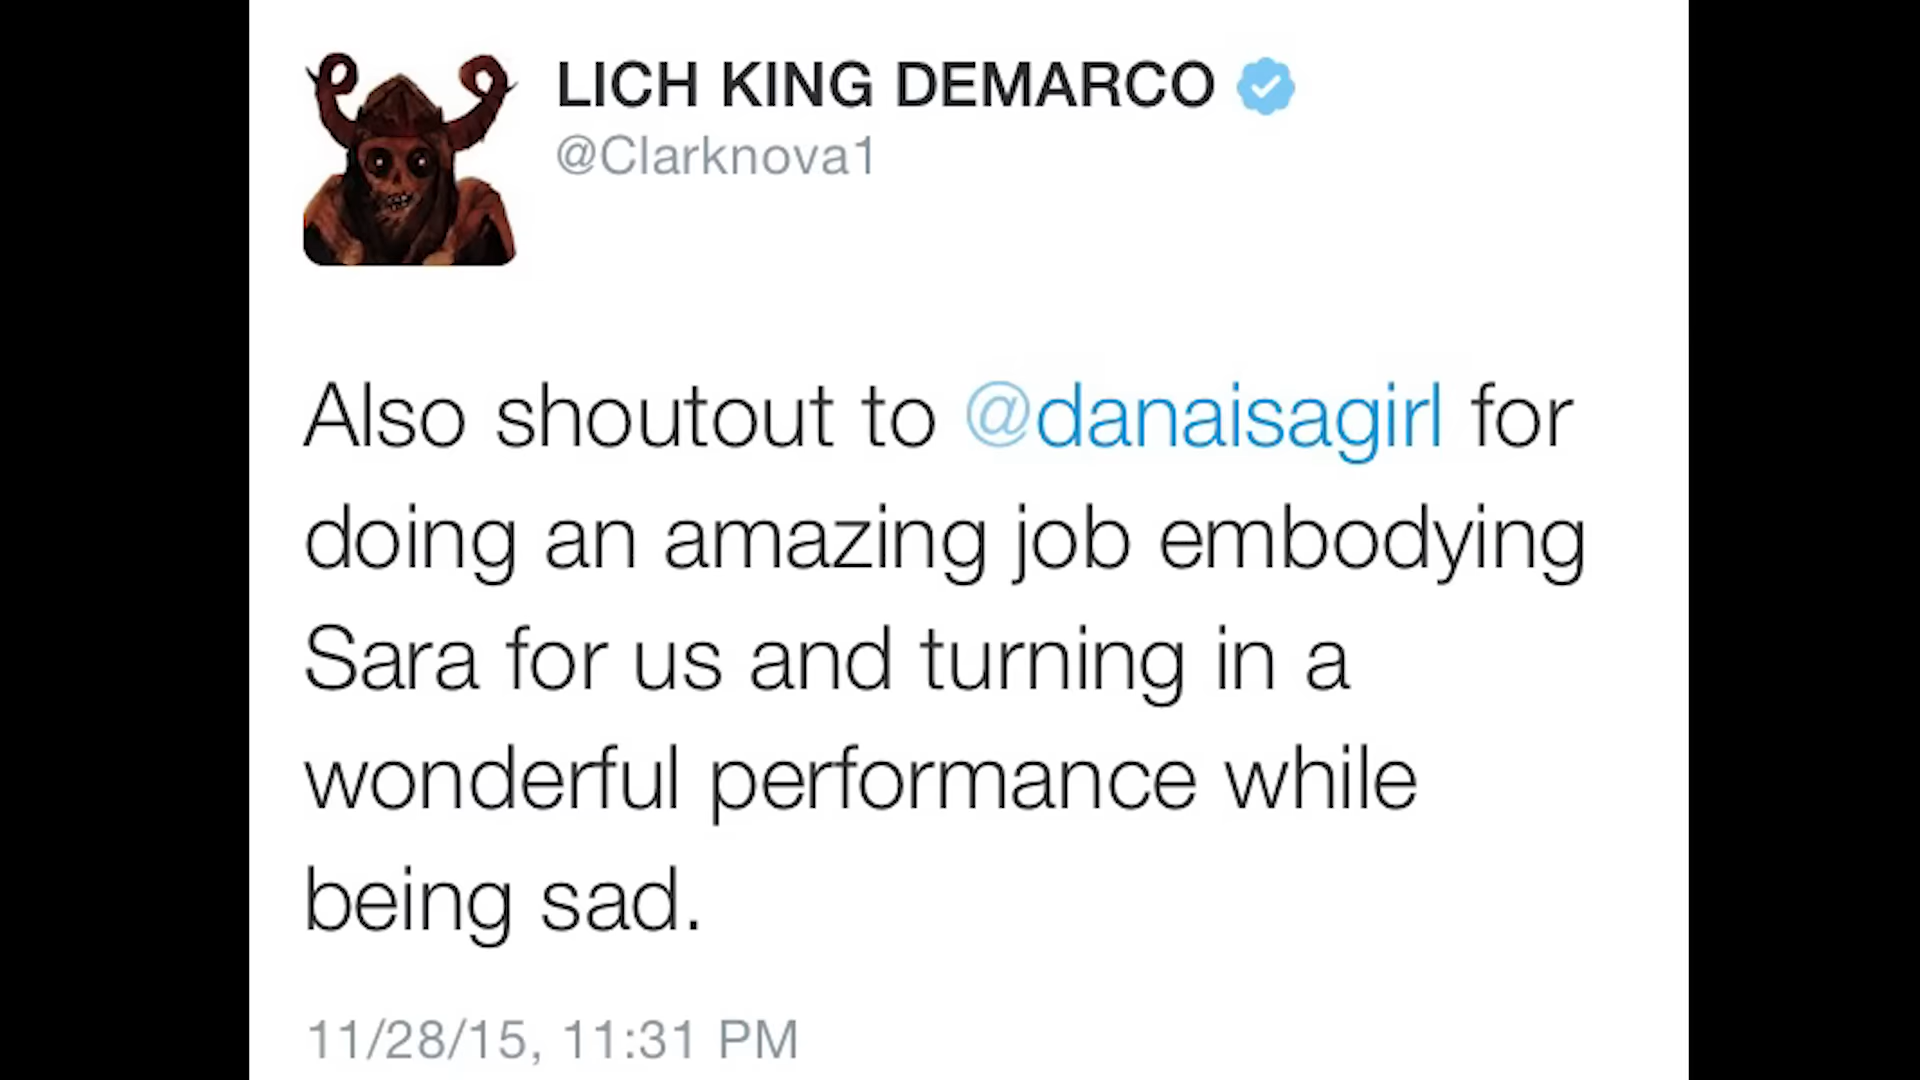 LICH KING DEMARCO
@Clarknova1
Also shoutout to @danaisagirl for
doing an amazing job embodying
Sara for us and turning in a
wonderful performance while
being sad.
11/28/15, 11:31 PM